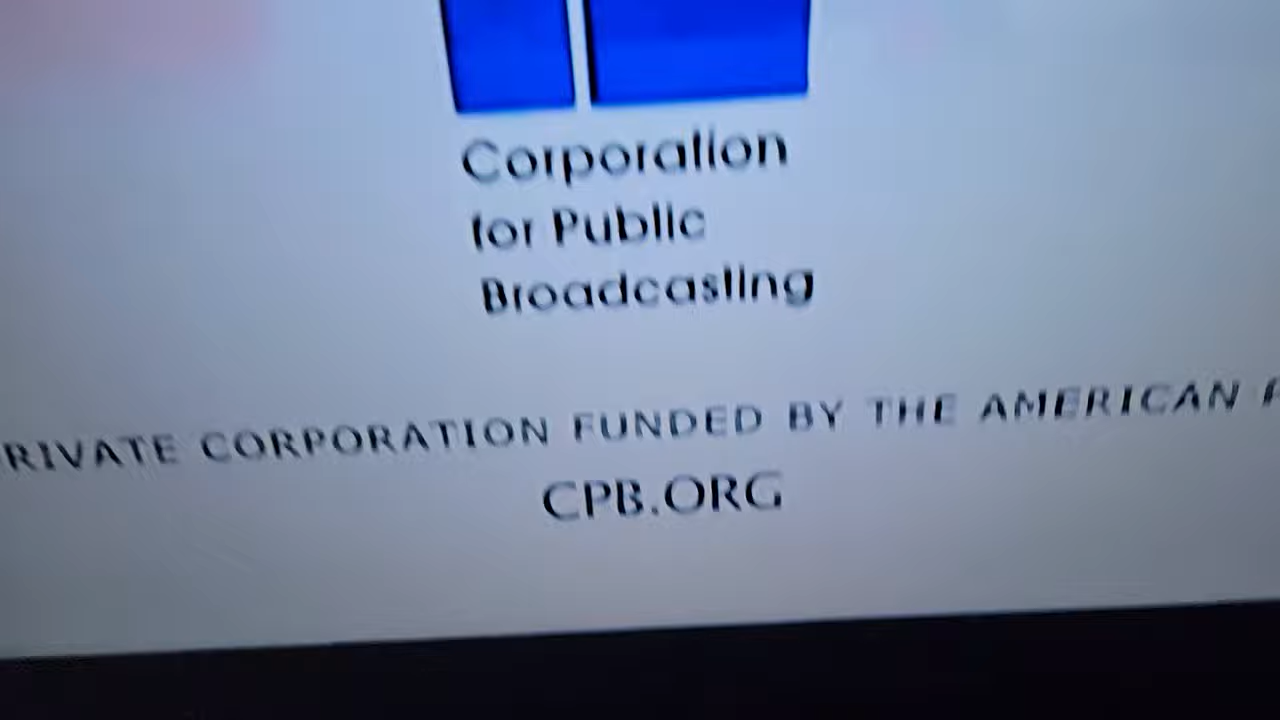 Corporation
for Public
Broadcasting
RIVATE CORPORATION FUNDED BY THE AMERICAN
CPB.ORG